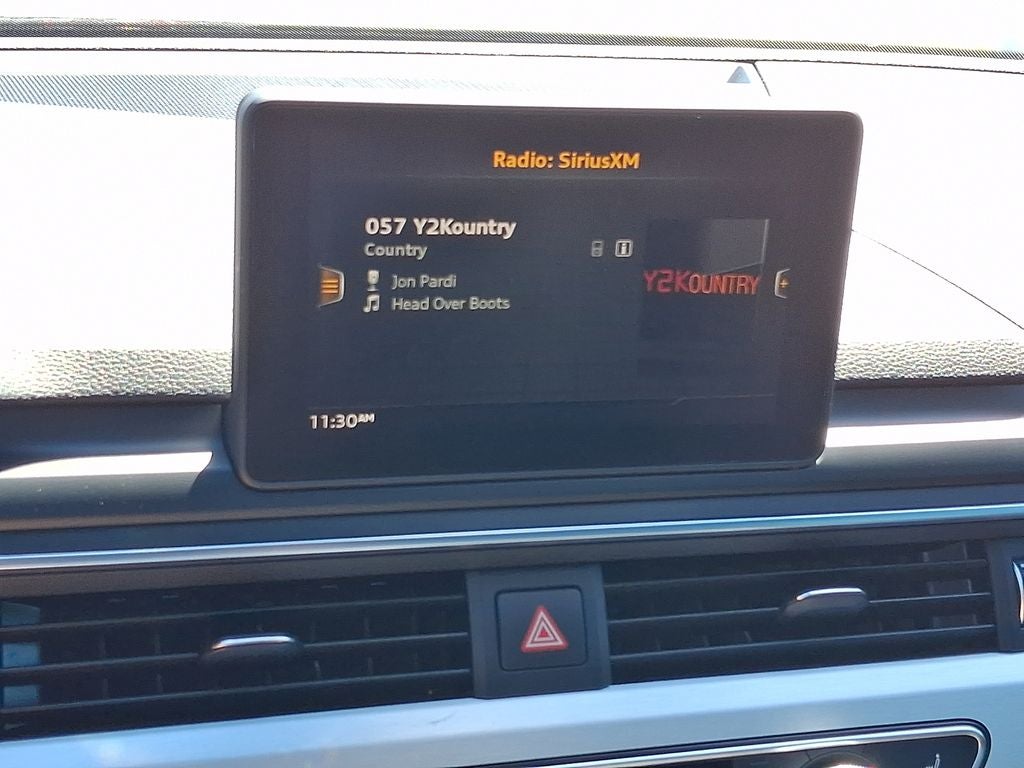 Radio: SiriusXM
057 Y2Kountry
Country
Jon Pardi
Y2KOUNTRY
Head Over Boots
11:30AM